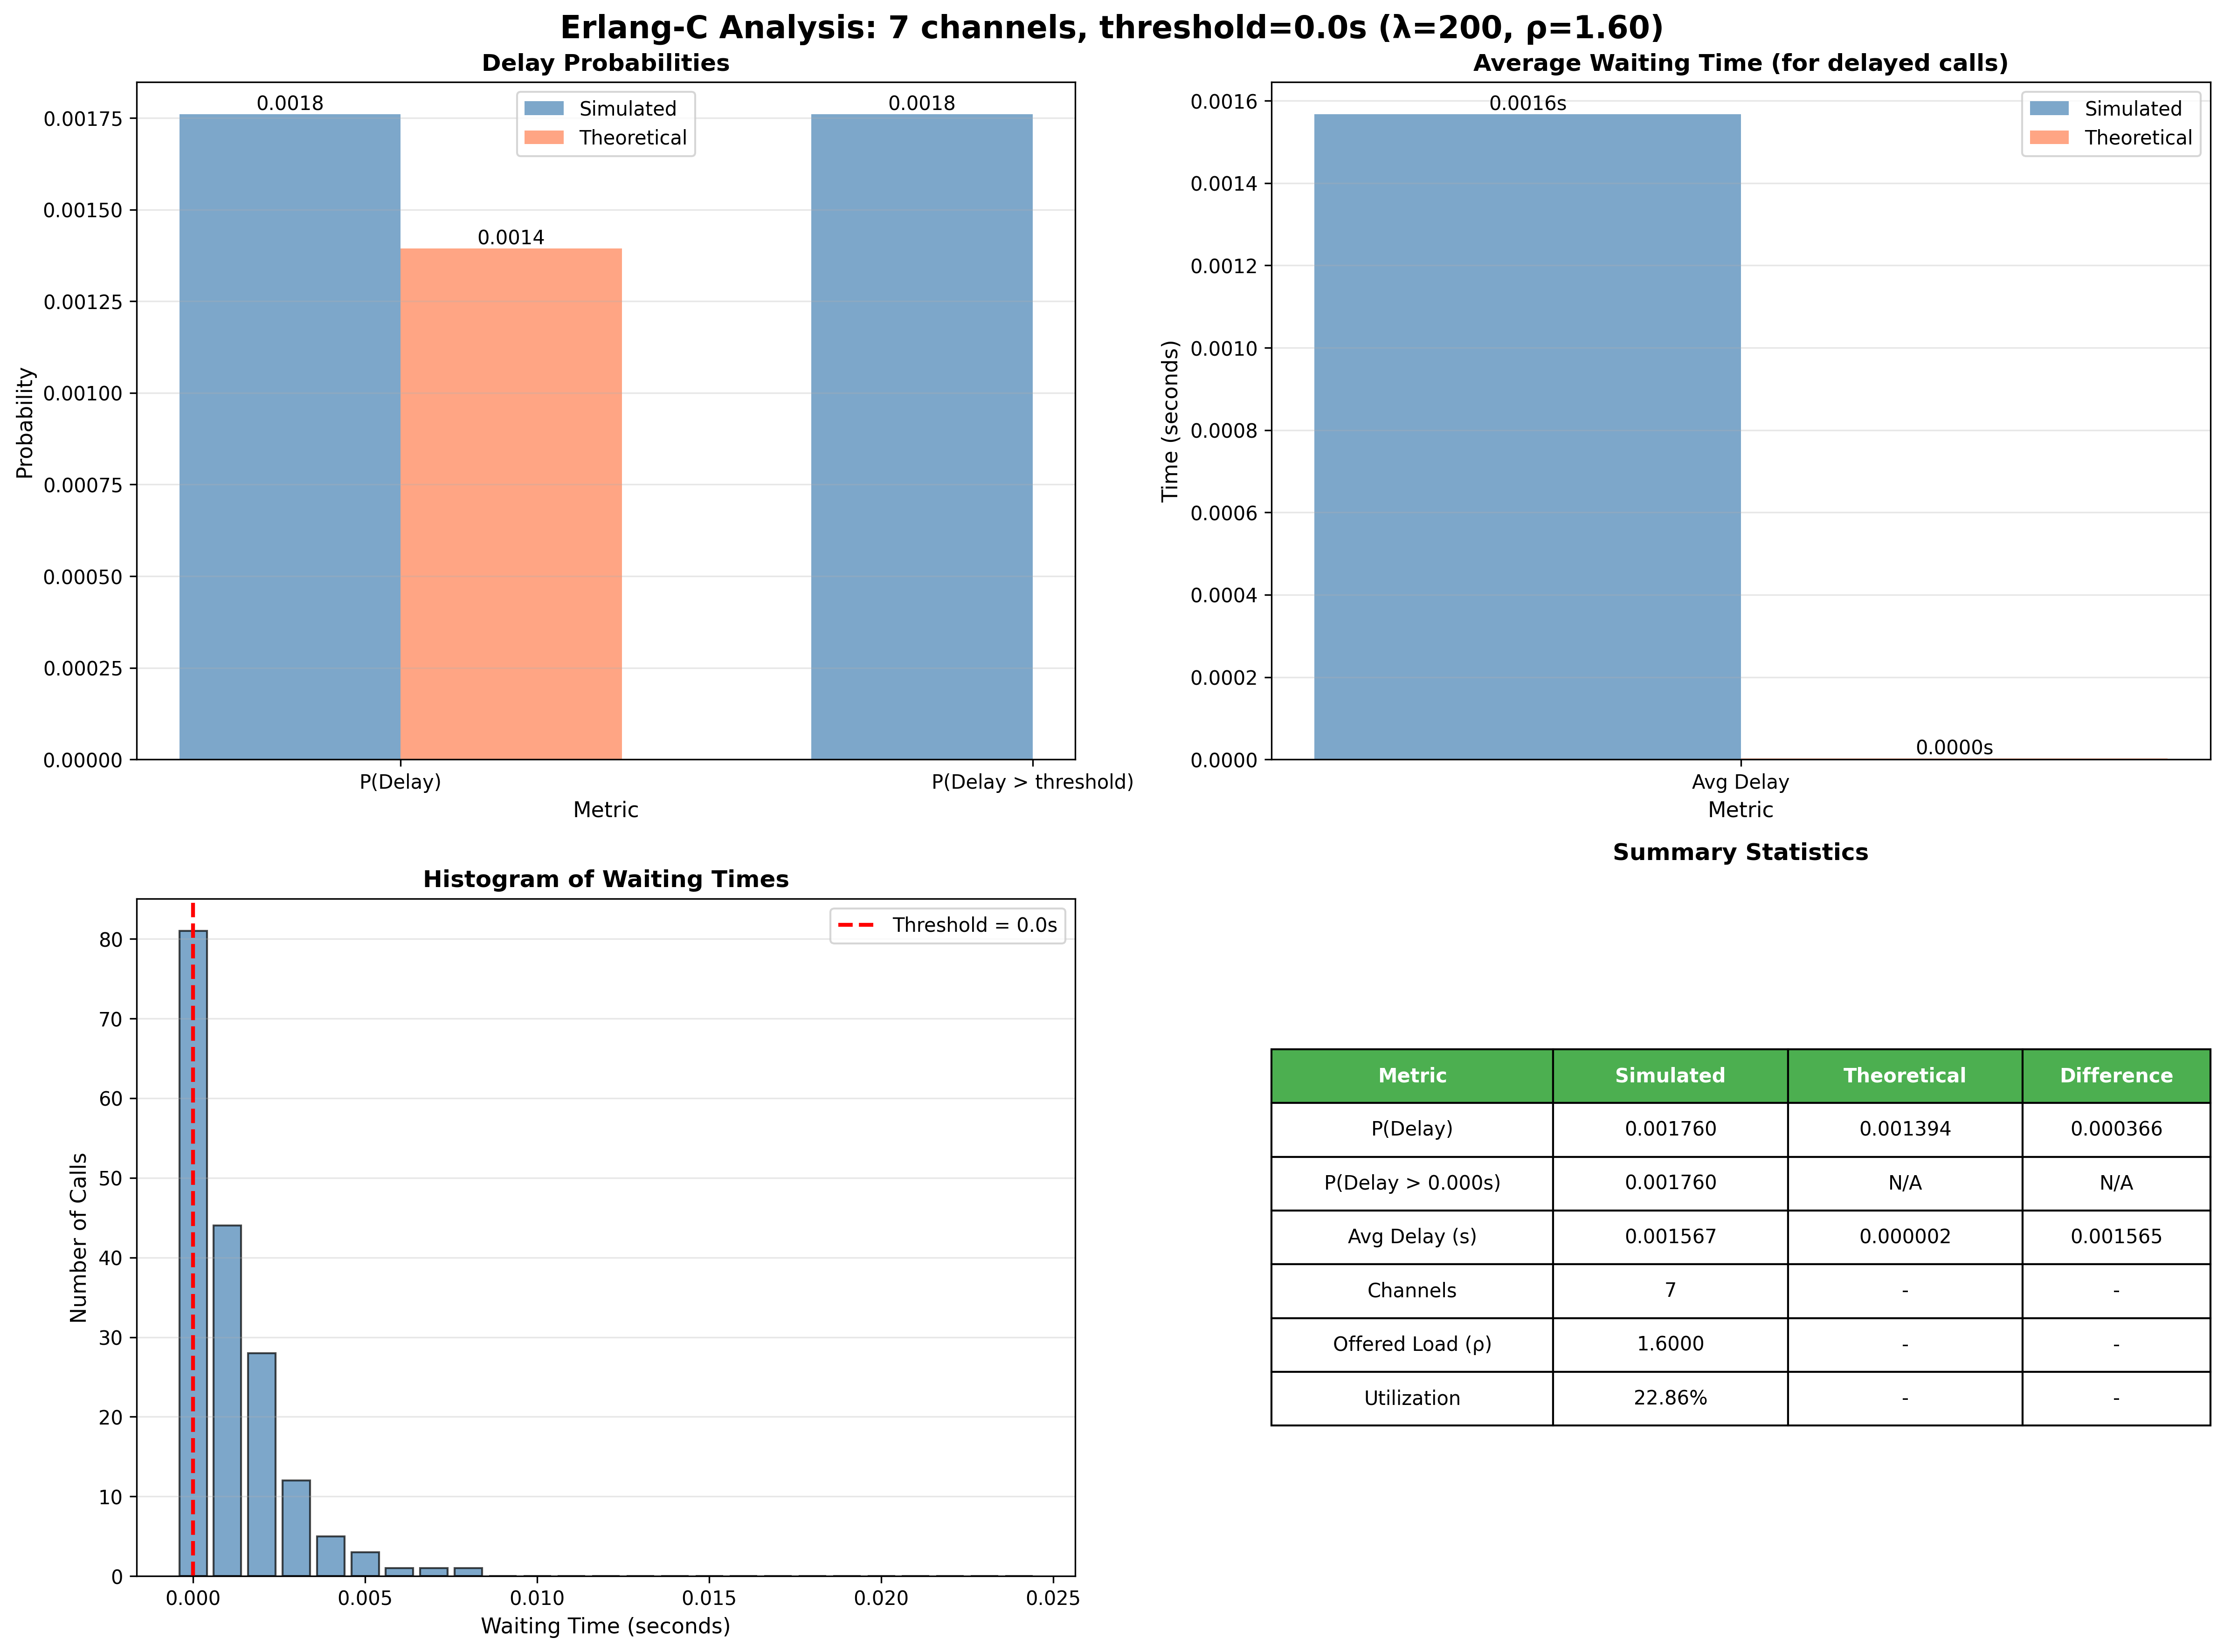 Erlang-C Analysis: 7 channels, threshold=0.0s (λ=200, ρ=1.60)
Delay Probabilities
0.0018
0.0018
0.0014
Simulated
Theoretical
0.00175
0.00150
0.00125
0.00100
0.00075
0.00050
0.00025
0.00000
Probability
P(Delay)
P(Delay > threshold)
Metric
Average Waiting Time (for delayed calls)
0.0016s
0.0000s
Simulated
Theoretical
0.0016
0.0014
0.0012
0.0010
0.0008
0.0006
0.0004
0.0002
0.0000
Time (seconds)
Avg Delay
Metric
Histogram of Waiting Times
Threshold = 0.0s
80
70
60
50
40
30
20
10
0
Number of Calls
0.000 0.005 0.010 0.015 0.020 0.025
Waiting Time (seconds)
Summary Statistics
Metric Simulated Theoretical Difference
P(Delay) 0.001760 0.001394 0.000366
P(Delay > 0.000s) 0.001760 N/A N/A
Avg Delay (s) 0.001567 0.000002 0.001565
Channels 7 - -
Offered Load (ρ) 1.6000 - -
Utilization 22.86% - -